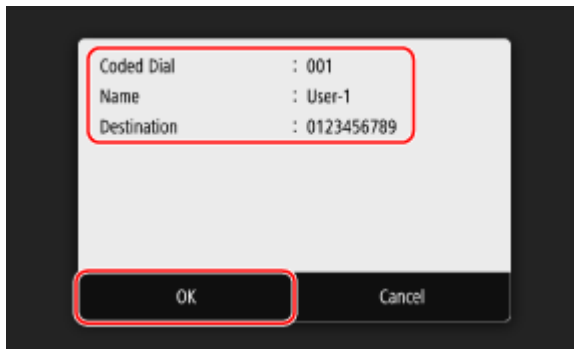 Coded Dial : 001
Name : User-1
Destination : 0123456789
OK Cancel